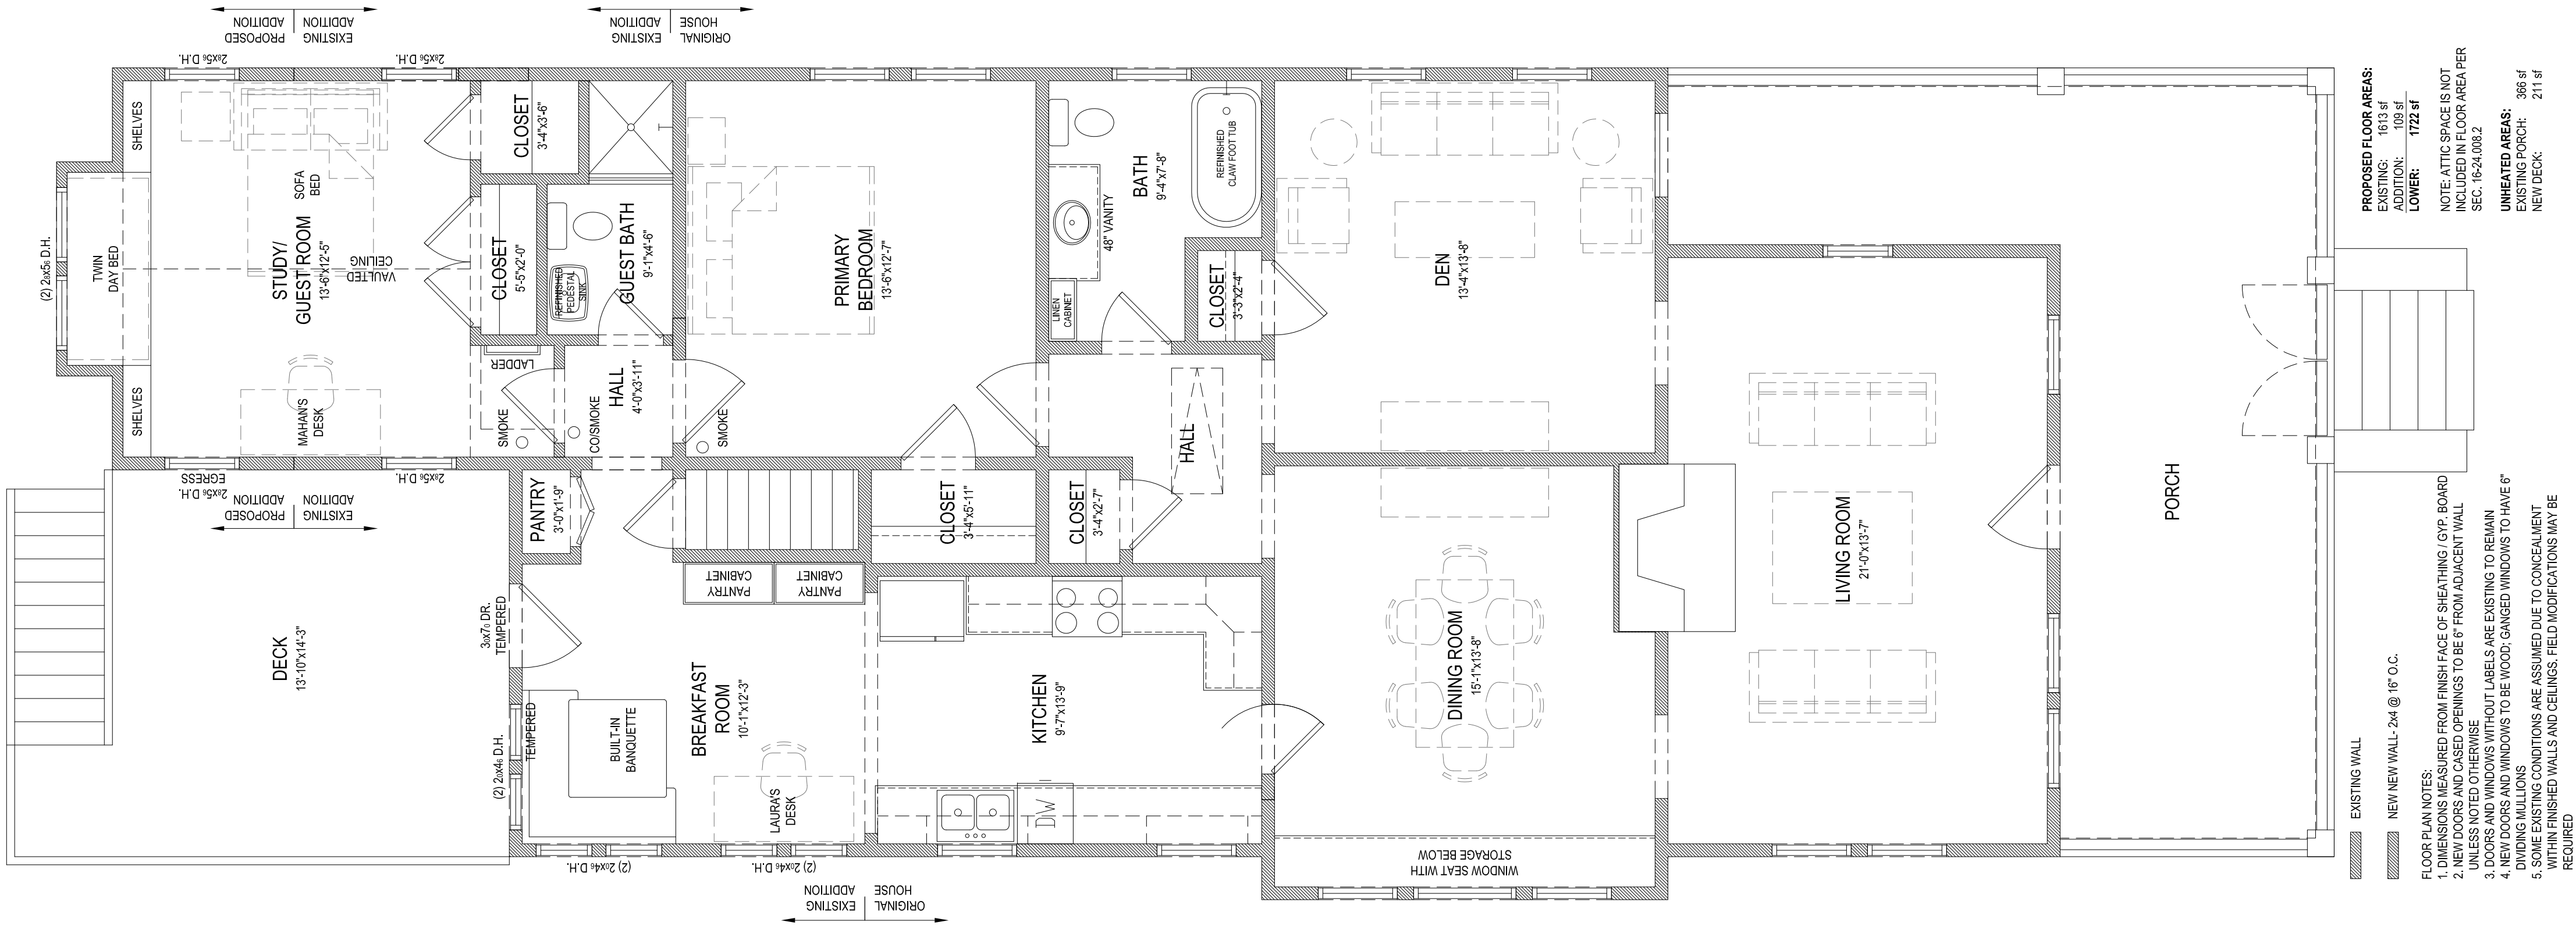 PROPOSED
ADDITION
EXISTING
ADDITION
EXISTING
ADDITION
ORIGINAL
HOUSE
2₈x5₆ D.H.
2₈x5₆ D.H.
(2) 2₈x5₆ D.H.
SHELVES
TWIN
DAY BED
SHELVES
STUDY/
GUEST ROOM
13'-6"x12'-5"
VAULTED
CEILING
SOFA
BED
MAHAN'S
DESK
CLOSET
3'-4"x3'-6"
CLOSET
5'-5"x2'-0"
REFINISHED
PEDESTAL
SINK
GUEST BATH
9'-1"x4'-6"
LADDER
SMOKE
HALL
4'-0"x3'-11"
CO/SMOKE
SMOKE
PRIMARY
BEDROOM
13'-6"x12'-7"
BATH
9'-4"x7'-8"
48" VANITY
LINEN
CABINET
REFINISHED
CLAW FOOT TUB
CLOSET
3'-3"x2'-4"
DEN
13'-4"x13'-8"
HALL
EGRESS
2₈x5₆ D.H.
2₈x5₆ D.H.
PROPOSED
ADDITION
EXISTING
ADDITION
DECK
13'-10"x14'-3"
PANTRY
3'-0"x1'-9"
CLOSET
3'-4"x5'-11"
CLOSET
3'-4"x2'-7"
3₀x7₀ DR.
TEMPERED
PANTRY
CABINET
PANTRY
CABINET
(2) 2₀x4₆ D.H.
TEMPERED
BUILT-IN
BANQUETTE
BREAKFAST
ROOM
10'-1"x12'-3"
LAURA'S
DESK
KITCHEN
9'-7"x13'-9"
D/W
DINING ROOM
15'-1"x13'-8"
WINDOW SEAT WITH
STORAGE BELOW
LIVING ROOM
21'-0"x13'-7"
PORCH
(2) 2₀x4₆ D.H.
(2) 2₀x4₆ D.H.
EXISTING
ADDITION
ORIGINAL
HOUSE
PROPOSED FLOOR AREAS:
EXISTING: 1613 sf
ADDITION: 109 sf
LOWER: 1722 sf
NOTE: ATTIC SPACE IS NOT
INCLUDED IN FLOOR AREA PER
SEC. 16-24.008.2
UNHEATED AREAS:
EXISTING PORCH: 366 sf
NEW DECK: 211 sf
EXISTING WALL
NEW NEW WALL- 2x4 @ 16" O.C.
FLOOR PLAN NOTES:
1. DIMENSIONS MEASURED FROM FINISH FACE OF SHEATHING / GYP. BOARD
2. NEW DOORS AND CASED OPENINGS TO BE 6" FROM ADJACENT WALL
UNLESS NOTED OTHERWISE
3. DOORS AND WINDOWS WITHOUT LABELS ARE EXISTING TO REMAIN
4. NEW DOORS AND WINDOWS TO BE WOOD; GANGED WINDOWS TO HAVE 6"
DIVIDING MULLIONS
5. SOME EXISTING CONDITIONS ARE ASSUMED DUE TO CONCEALMENT
WITHIN FINISHED WALLS AND CEILINGS. FIELD MODIFICATIONS MAY BE
REQUIRED